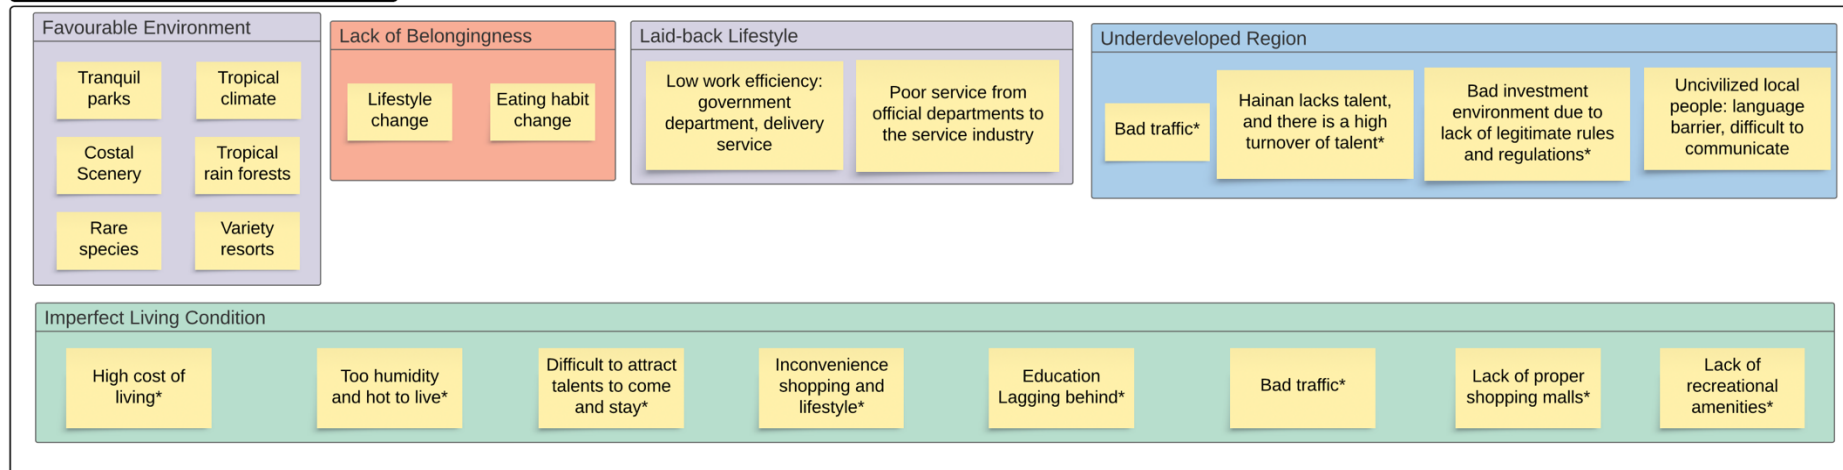 Favourable Environment
Tranquil
parks
Tropical
climate
Costal
Scenery
Tropical
rain forests
Rare
species
Variety
resorts
Lack of Belongingness
Lifestyle
change
Eating habit
change
Laid-back Lifestyle
Low work efficiency:
government
department, delivery
service
Poor service from
official departments to
the service industry
Underdeveloped Region
Bad traffic*
Hainan lacks talent,
and there is a high
turnover of talent*
Bad investment
environment due to
lack of legitimate rules
and regulations*
Uncivilized local
people: language
barrier, difficult to
communicate
Imperfect Living Condition
High cost of
living*
Too humidity
and hot to live*
Difficult to attract
talents to come
and stay*
Inconvenience
shopping and
lifestyle*
Education
Lagging behind*
Bad traffic*
Lack of proper
shopping malls*
Lack of
recreational
amenities*